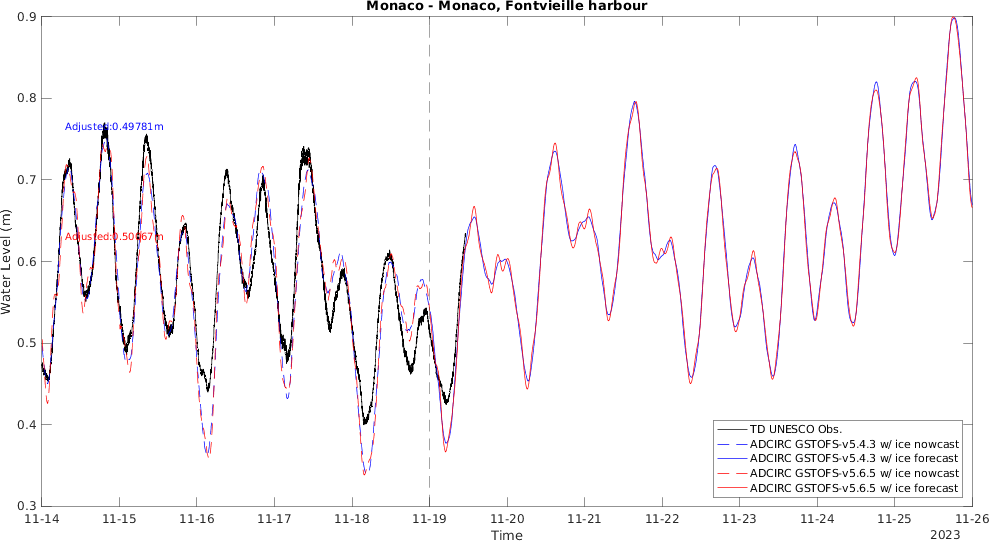 Monaco - Monaco, Fontvieille harbour
0.9
0.8
0.7
0.6
0.5
0.4
0.3
Water Level (m)
Adjusted:0.49781m
Adjusted:0.50067m
TD UNESCO Obs.
ADCIRC GSTOFS-v5.4.3 w/ ice nowcast
ADCIRC GSTOFS-v5.4.3 w/ ice forecast
ADCIRC GSTOFS-v5.6.5 w/ ice nowcast
ADCIRC GSTOFS-v5.6.5 w/ ice forecast
11-14 11-15 11-16 11-17 11-18 11-19 11-20 11-21 11-22 11-23 11-24 11-25 11-26
Time
2023